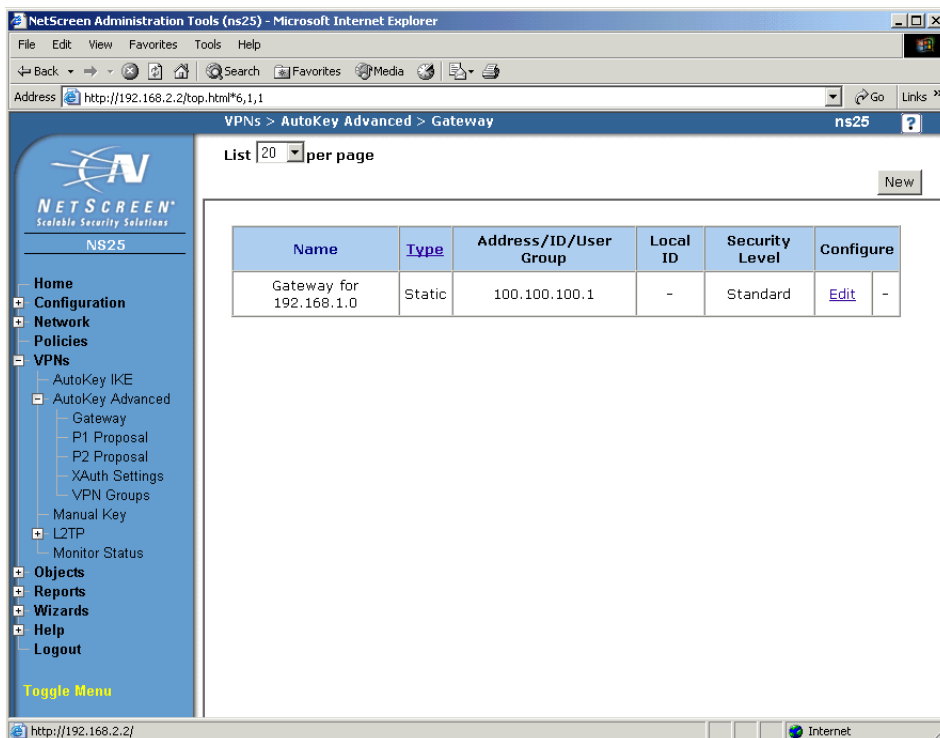 NetScreen Administration Tools (ns25) - Microsoft Internet Explorer
File Edit View Favorites Tools Help
Back Search Favorites Media
Address http://192.168.2.2/top.html*6,1,1 Go Links »
VPNs > AutoKey Advanced > Gateway ns25 ?
N
NETSCREEN
Scalable Security Solutions
NS25
Home
Configuration
Network
Policies
VPNs
AutoKey IKE
AutoKey Advanced
Gateway
P1 Proposal
P2 Proposal
XAuth Settings
VPN Groups
Manual Key
L2TP
Monitor Status
Objects
Reports
Wizards
Help
Logout
Toggle Menu
List 20 per page
New
Name Type Address/ID/User Group Local ID Security Level Configure
Gateway for 192.168.1.0 Static 100.100.100.1 - Standard Edit -
http://192.168.2.2/ Internet